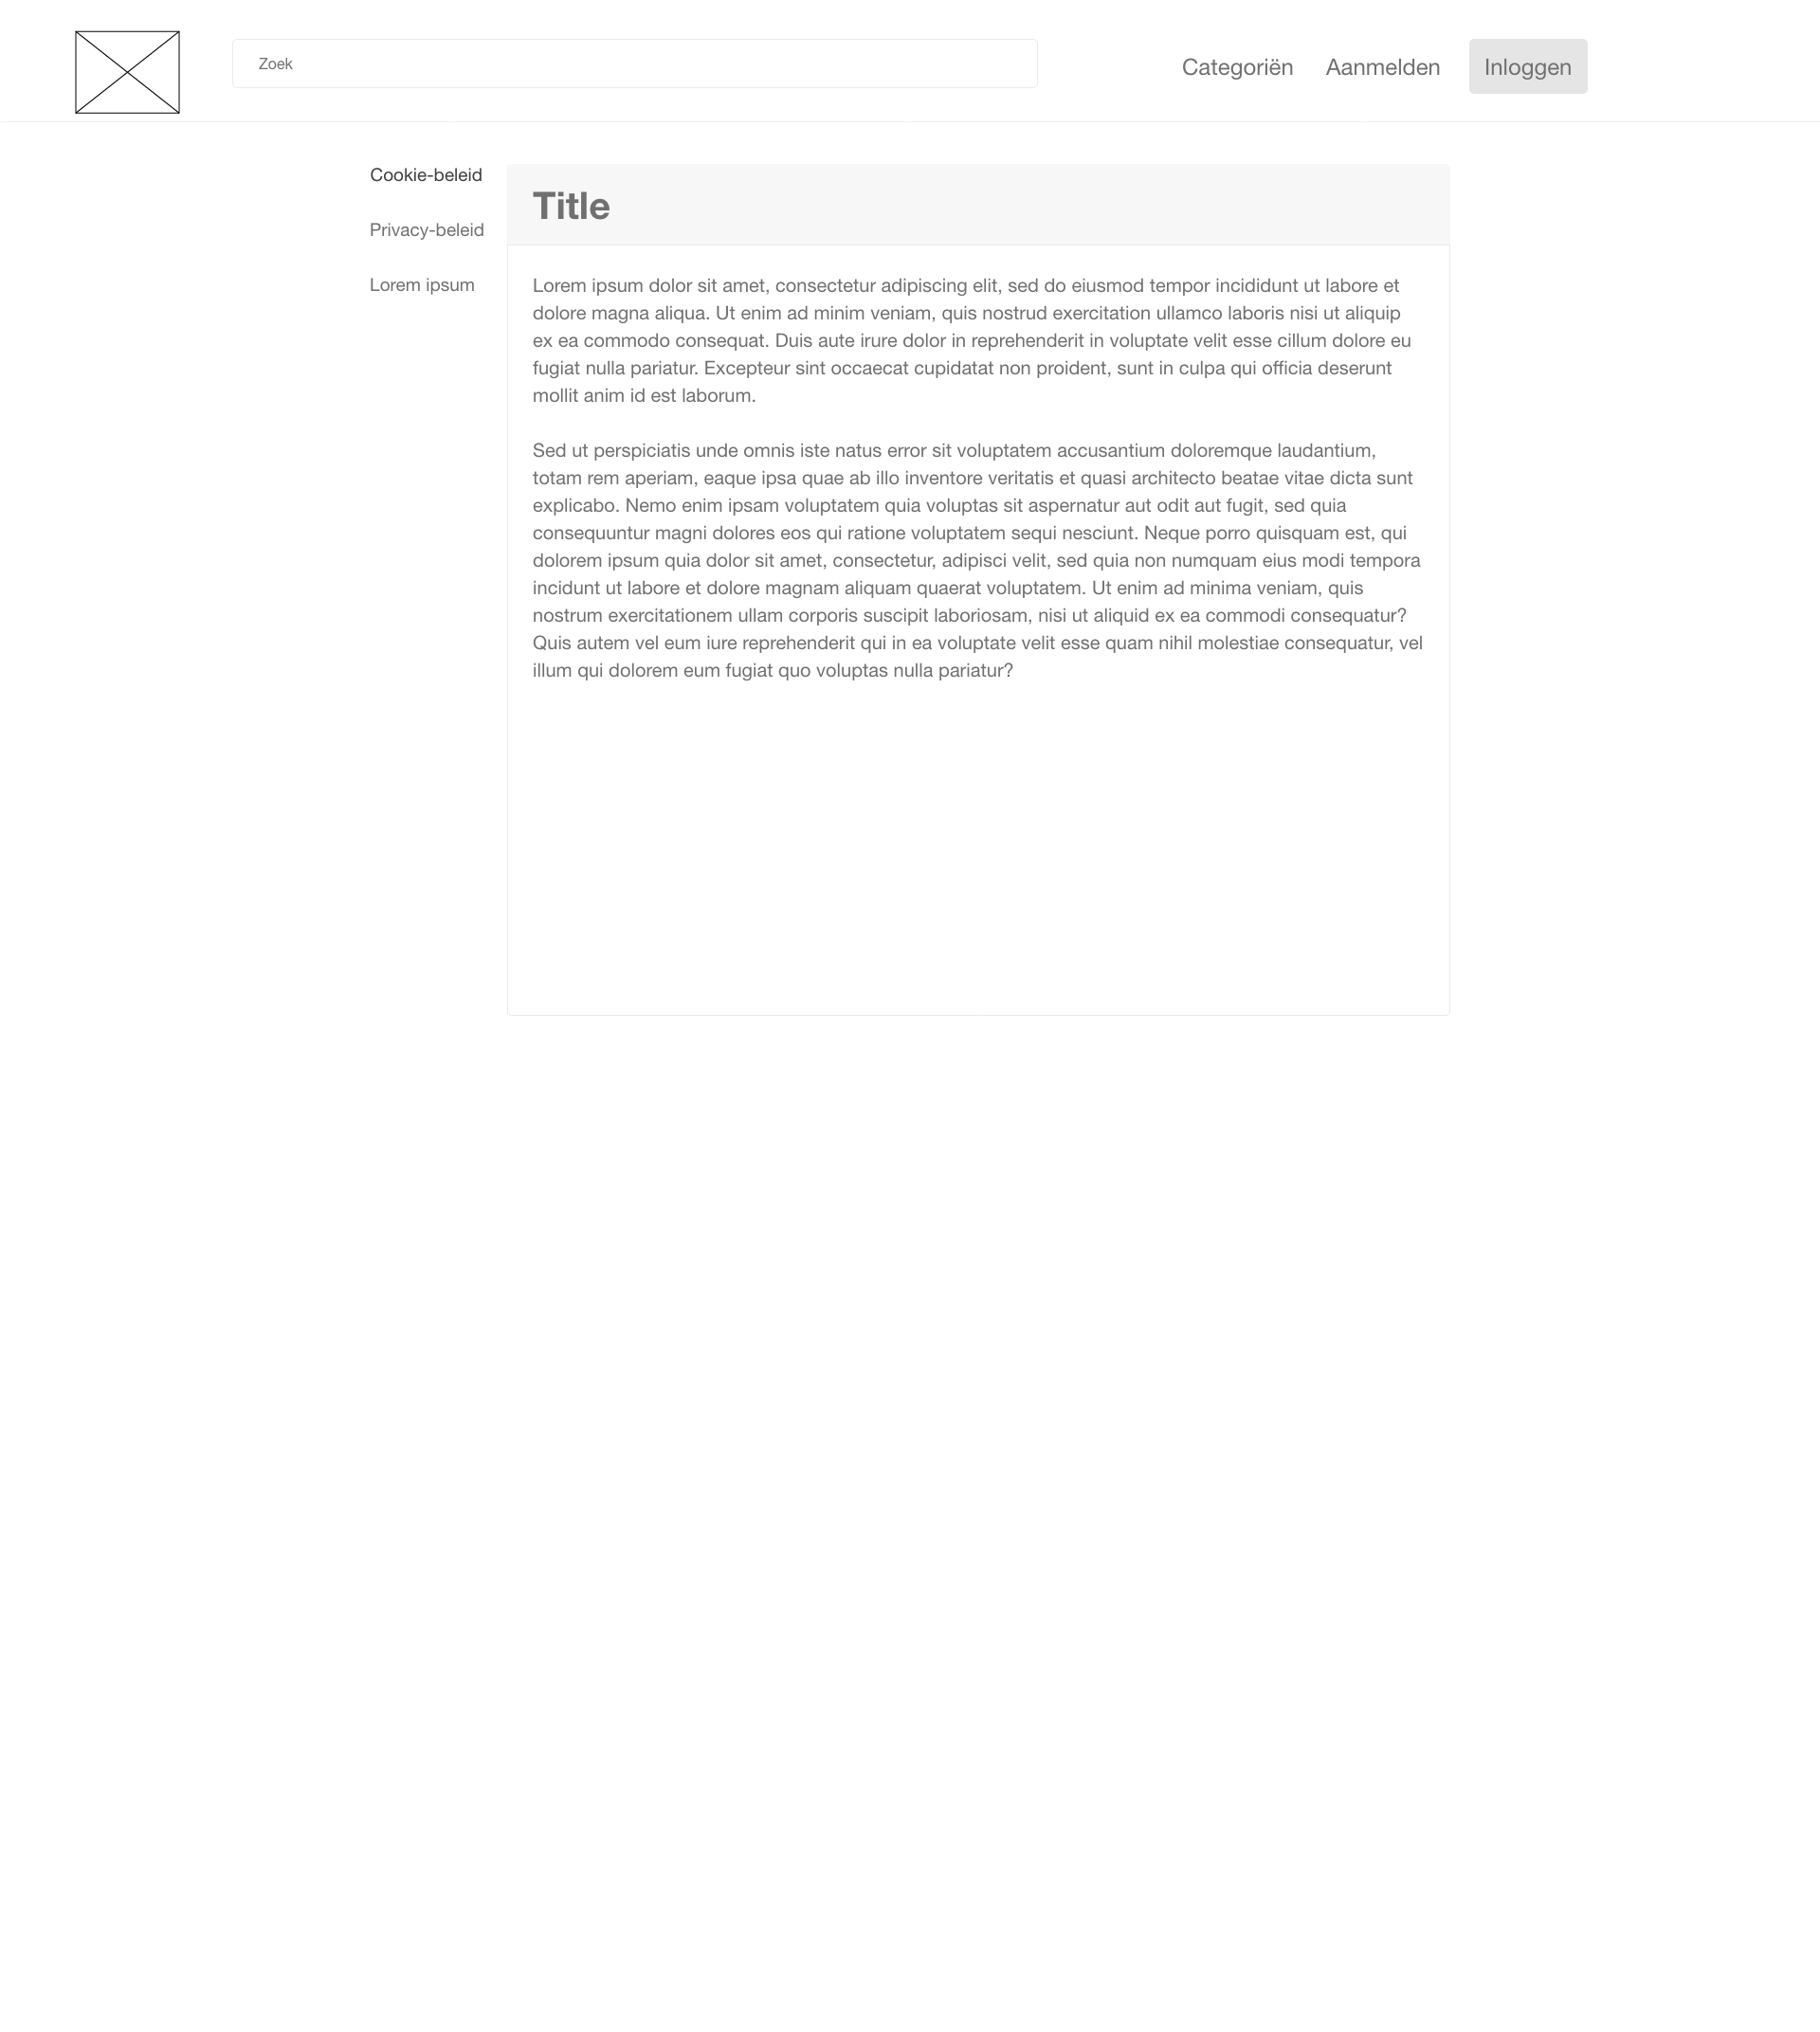 Zoek
Categoriën
Aanmelden
Inloggen
Cookie-beleid
Privacy-beleid
Lorem ipsum
Title
Lorem ipsum dolor sit amet, consectetur adipiscing elit, sed do eiusmod tempor incididunt ut labore et
dolore magna aliqua. Ut enim ad minim veniam, quis nostrud exercitation ullamco laboris nisi ut aliquip
ex ea commodo consequat. Duis aute irure dolor in reprehenderit in voluptate velit esse cillum dolore eu
fugiat nulla pariatur. Excepteur sint occaecat cupidatat non proident, sunt in culpa qui officia deserunt
mollit anim id est laborum.
Sed ut perspiciatis unde omnis iste natus error sit voluptatem accusantium doloremque laudantium,
totam rem aperiam, eaque ipsa quae ab illo inventore veritatis et quasi architecto beatae vitae dicta sunt
explicabo. Nemo enim ipsam voluptatem quia voluptas sit aspernatur aut odit aut fugit, sed quia
consequuntur magni dolores eos qui ratione voluptatem sequi nesciunt. Neque porro quisquam est, qui
dolorem ipsum quia dolor sit amet, consectetur, adipisci velit, sed quia non numquam eius modi tempora
incidunt ut labore et dolore magnam aliquam quaerat voluptatem. Ut enim ad minima veniam, quis
nostrum exercitationem ullam corporis suscipit laboriosam, nisi ut aliquid ex ea commodi consequatur?
Quis autem vel eum iure reprehenderit qui in ea voluptate velit esse quam nihil molestiae consequatur, vel
illum qui dolorem eum fugiat quo voluptas nulla pariatur?